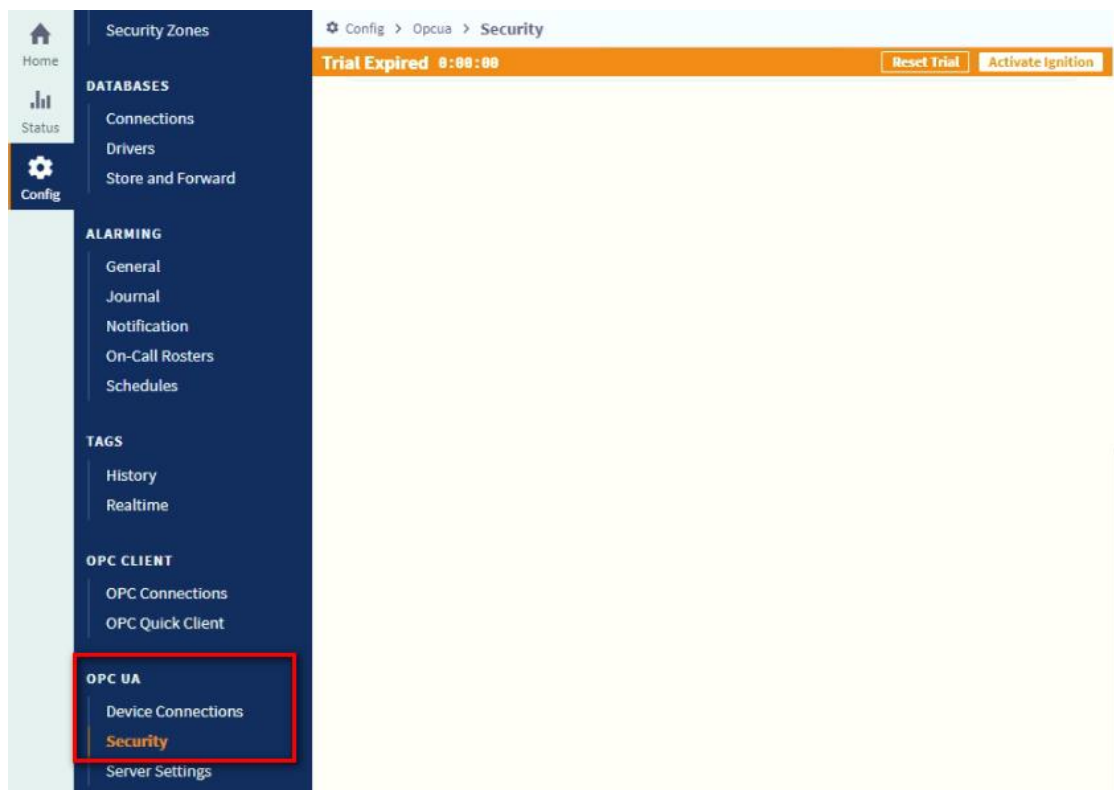 Home
Status
Config
Security Zones
DATABASES
Connections
Drivers
Store and Forward
ALARMING
General
Journal
Notification
On-Call Rosters
Schedules
TAGS
History
Realtime
OPC CLIENT
OPC Connections
OPC Quick Client
OPC UA
Device Connections
Security
Server Settings
Config > Opcua > Security
Trial Expired 0:00:00 Reset Trial Activate Ignition